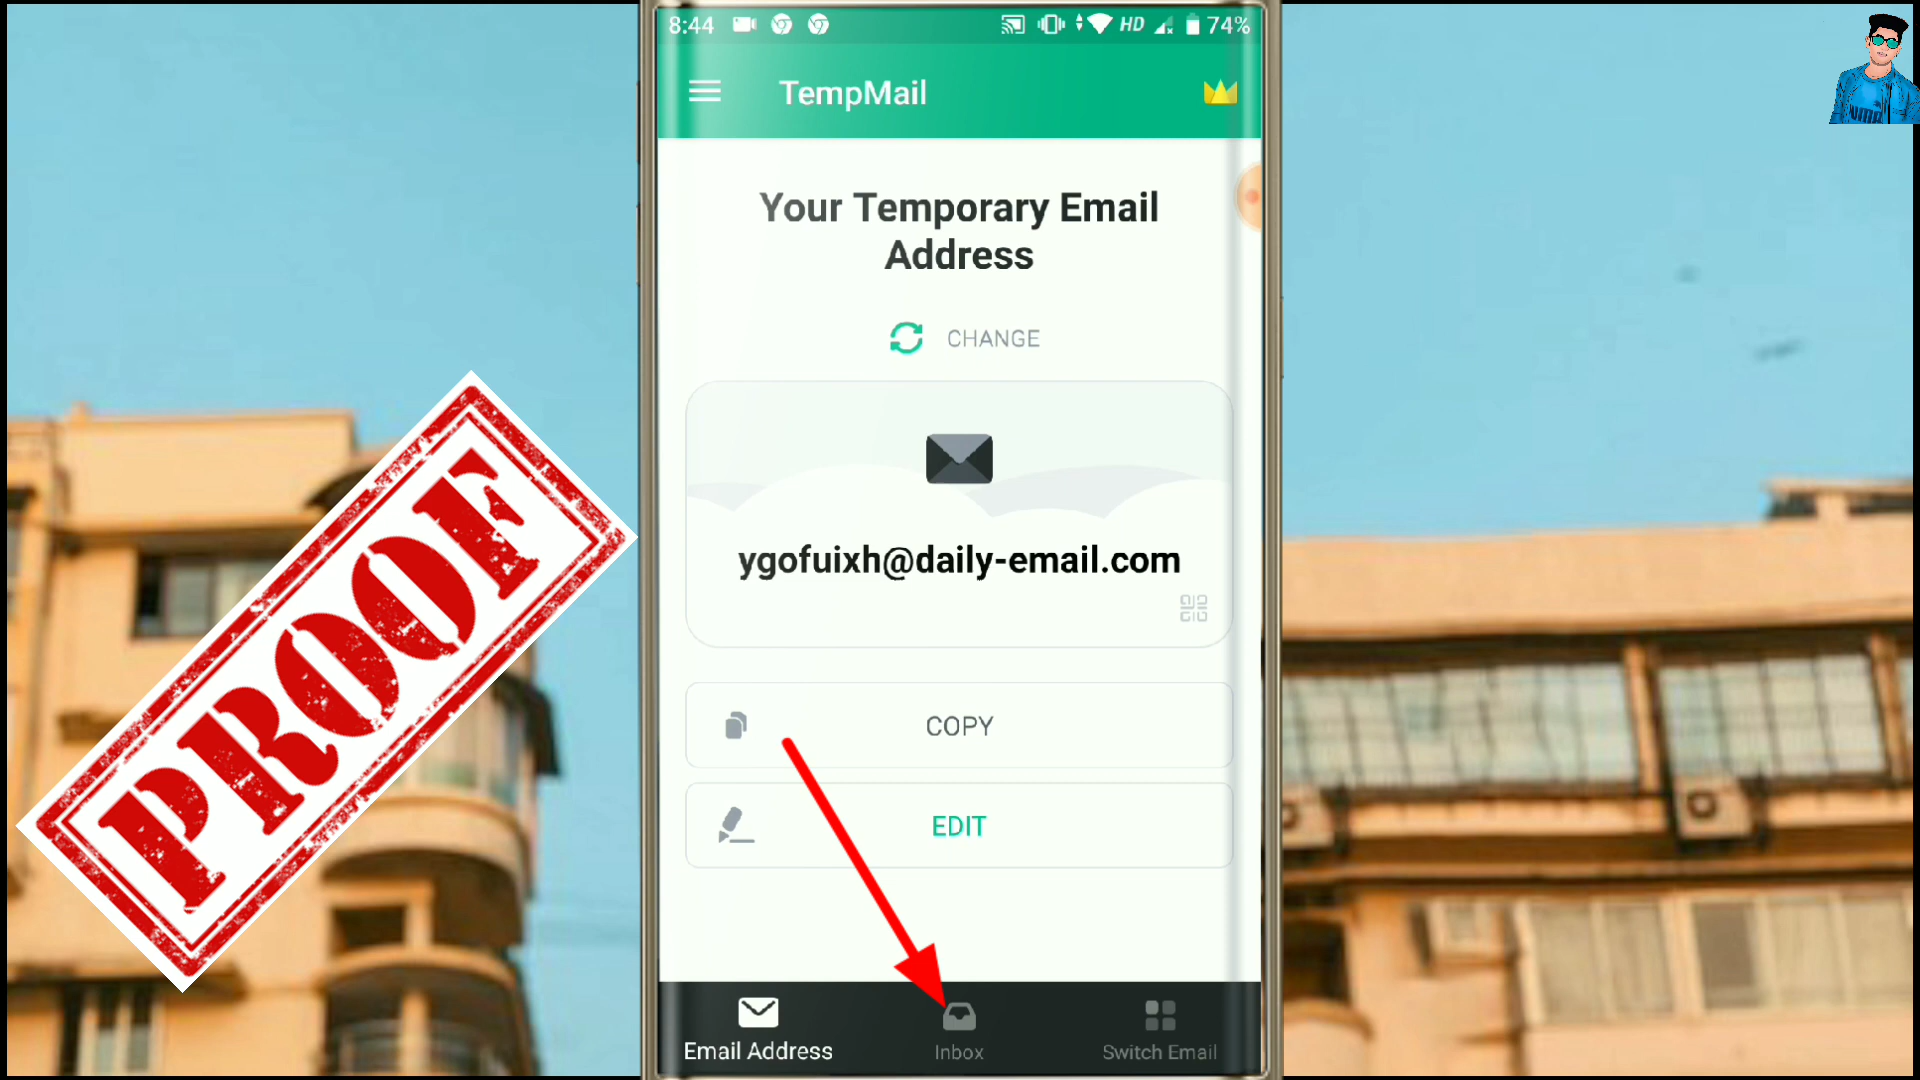 8:44
HD
74%
TempMail
Your Temporary Email
Address
CHANGE
ygofuixh@daily-email.com
COPY
EDIT
Email Address
Inbox
Switch Email
PROOF
PUMA